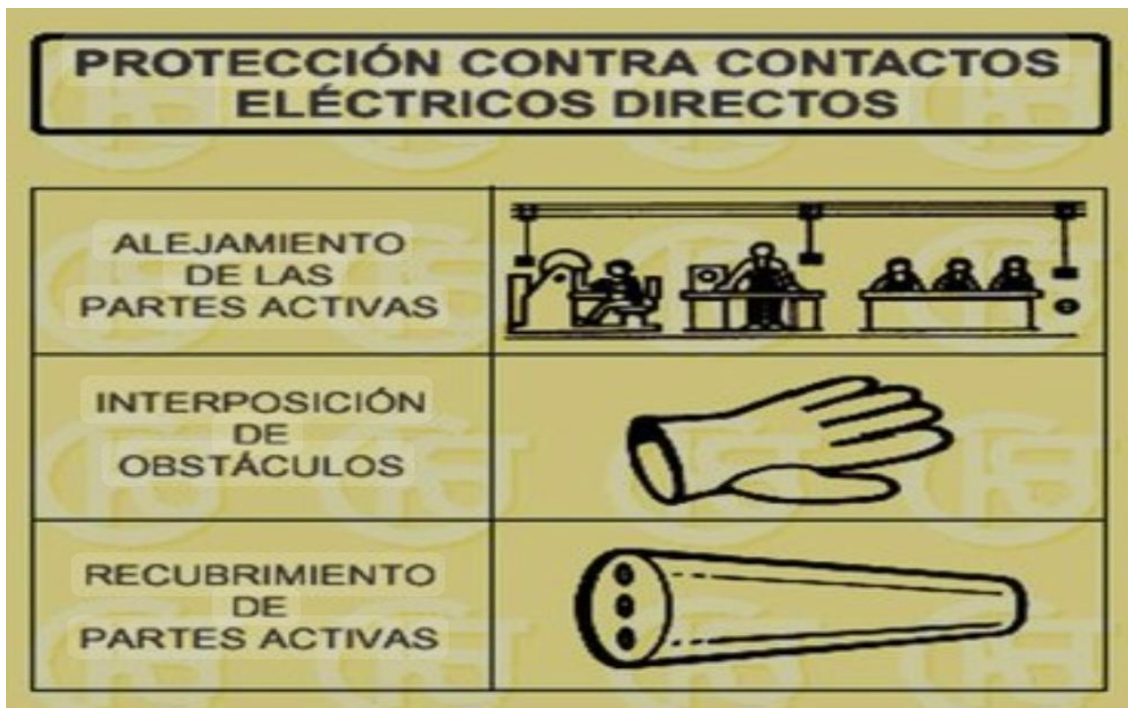 PROTECCIÓN CONTRA CONTACTOS
ELÉCTRICOS DIRECTOS
ALEJAMIENTO
DE LAS
PARTES ACTIVAS
INTERPOSICIÓN
DE
OBSTÁCULOS
RECUBRIMIENTO
DE
PARTES ACTIVAS